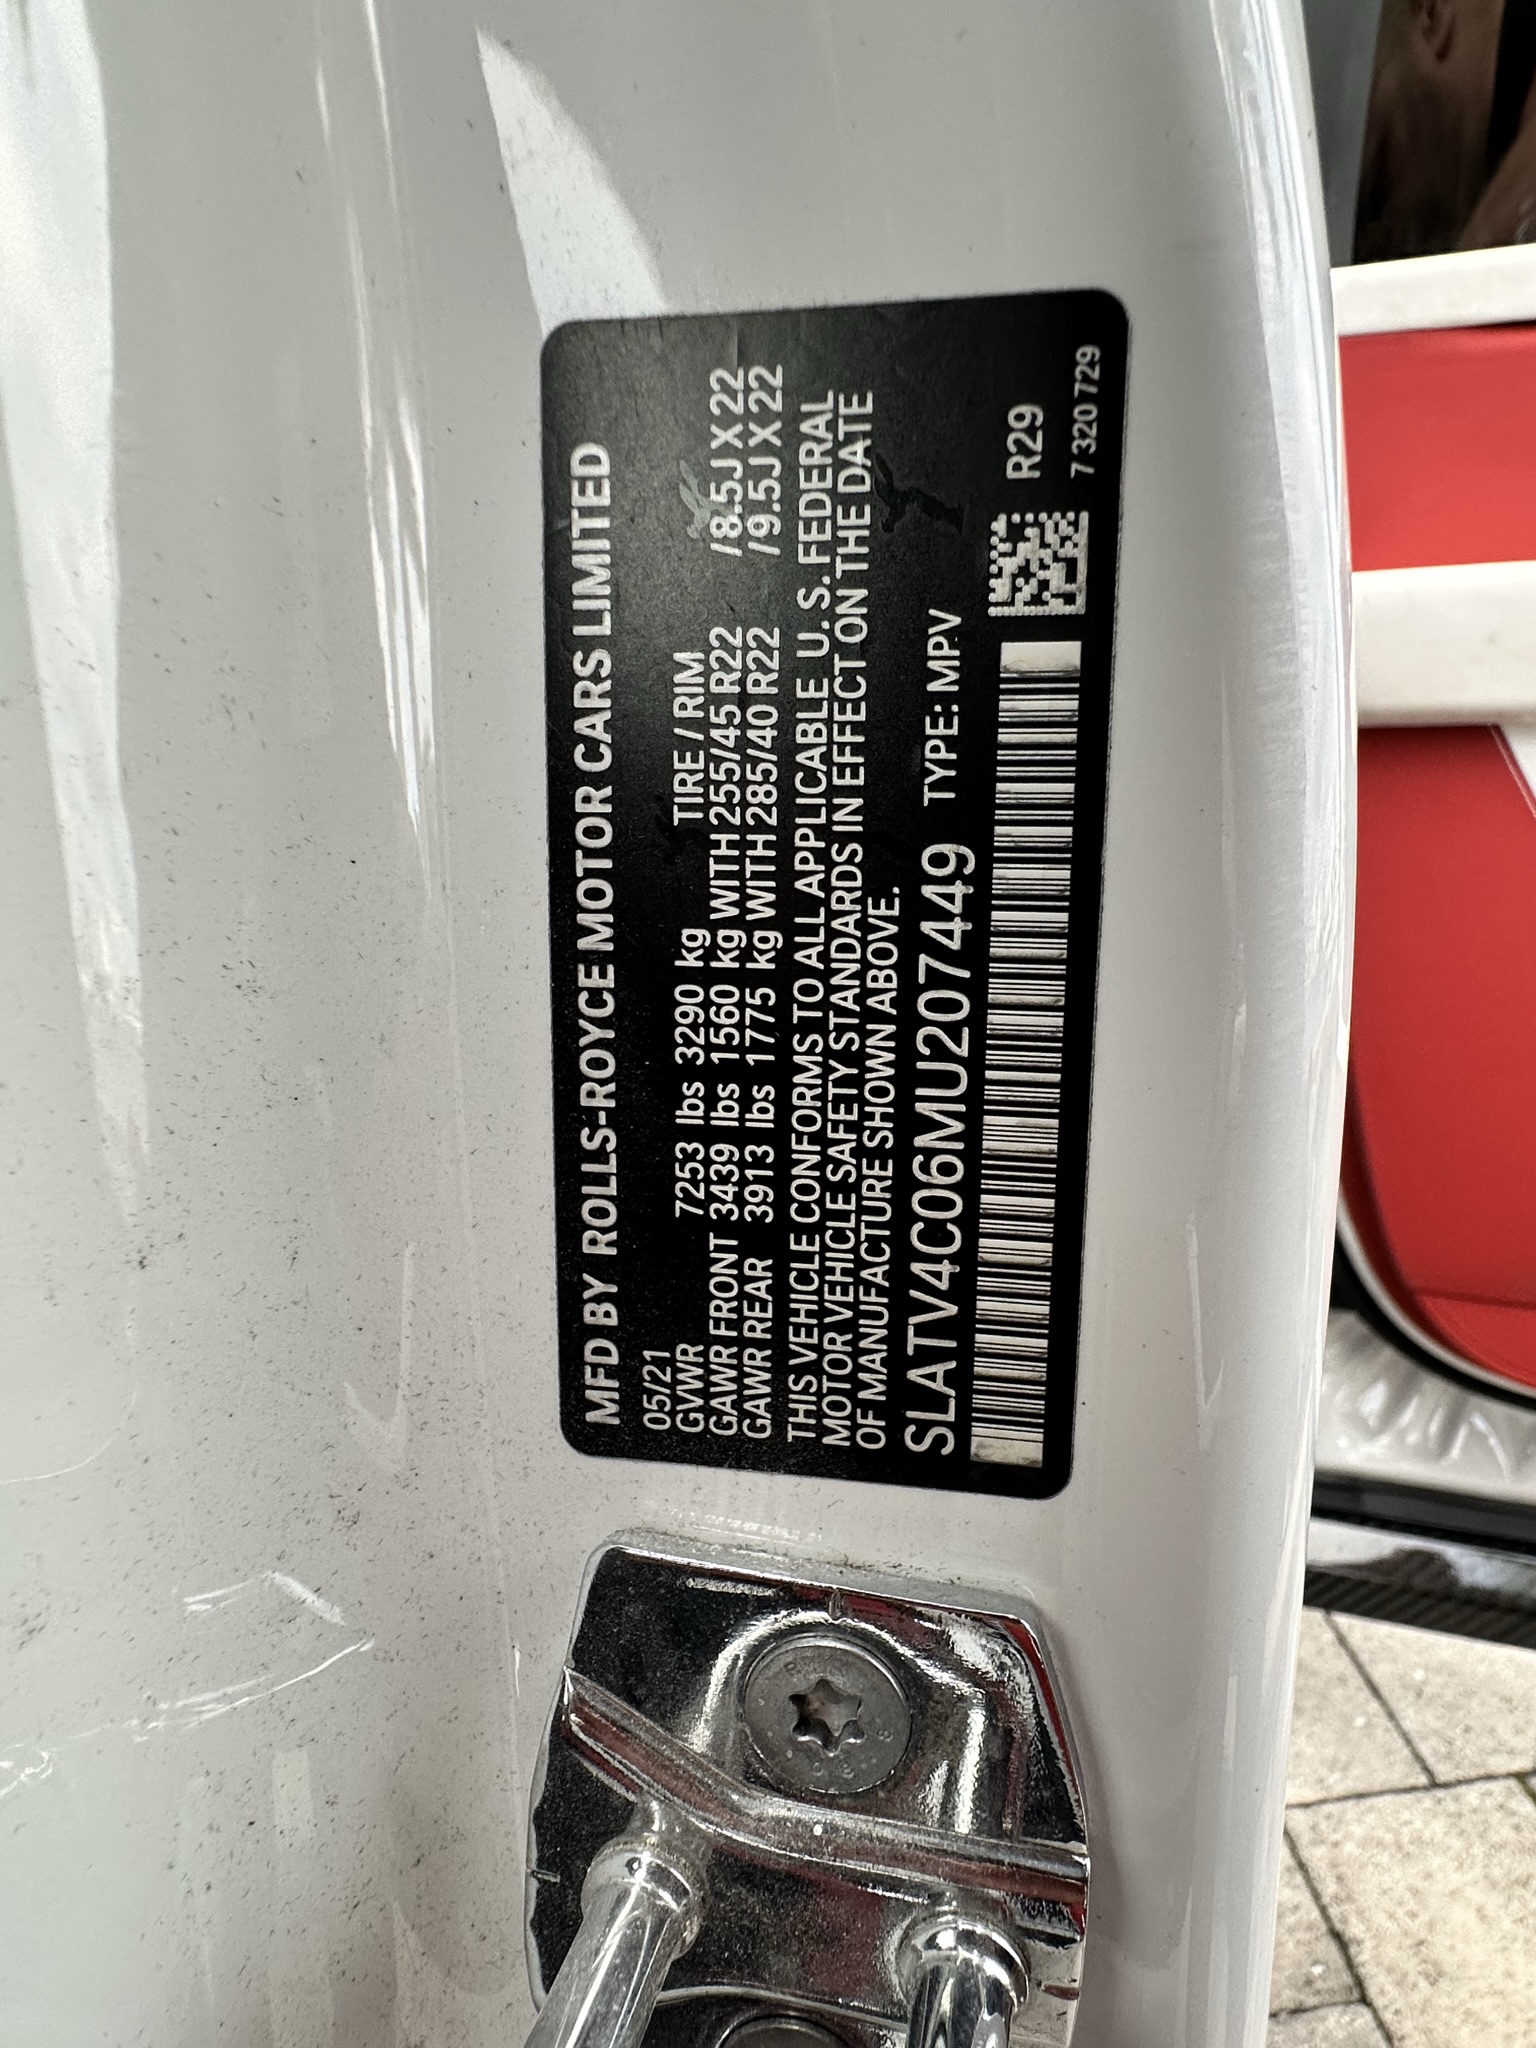 MFD BY ROLLS-ROYCE MOTOR CARS LIMITED
05/21
GVWR 7253 lbs 3290 kg TIRE / RIM
GAWR FRONT 3439 lbs 1560 kg WITH 255/45 R22 /8.5J X 22
GAWR REAR 3913 lbs 1775 kg WITH 285/40 R22 /9.5J X 22
THIS VEHICLE CONFORMS TO ALL APPLICABLE U. S. FEDERAL
MOTOR VEHICLE SAFETY STANDARDS IN EFFECT ON THE DATE
OF MANUFACTURE SHOWN ABOVE.
SLATV4C06MU207449 TYPE: MPV
R29
7 320 729